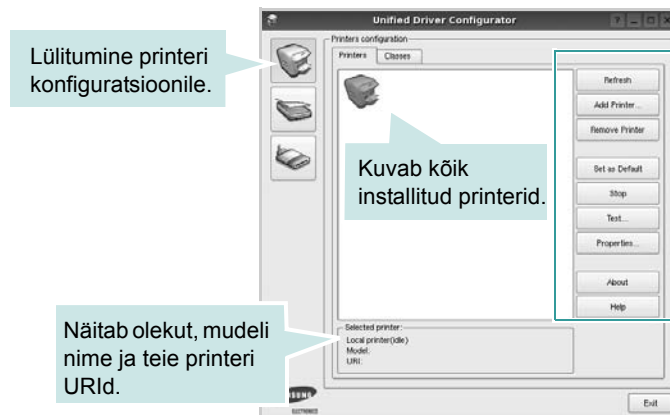 Unified Driver Configurator
Lülitumine printeri
konfiguratsioonile.
Printers configuration
Printers
Classes
Refresh
Add Printer...
Remove Printer
Set as Default
Stop
Test...
Properties...
About
Help
Kuvab kõik
installitud printerid.
Näitab olekut, mudeli
nime ja teie printeri
URId.
Selected printer:
Local printer(idle)
Model:
URI:
ELECTRONICS
Exit